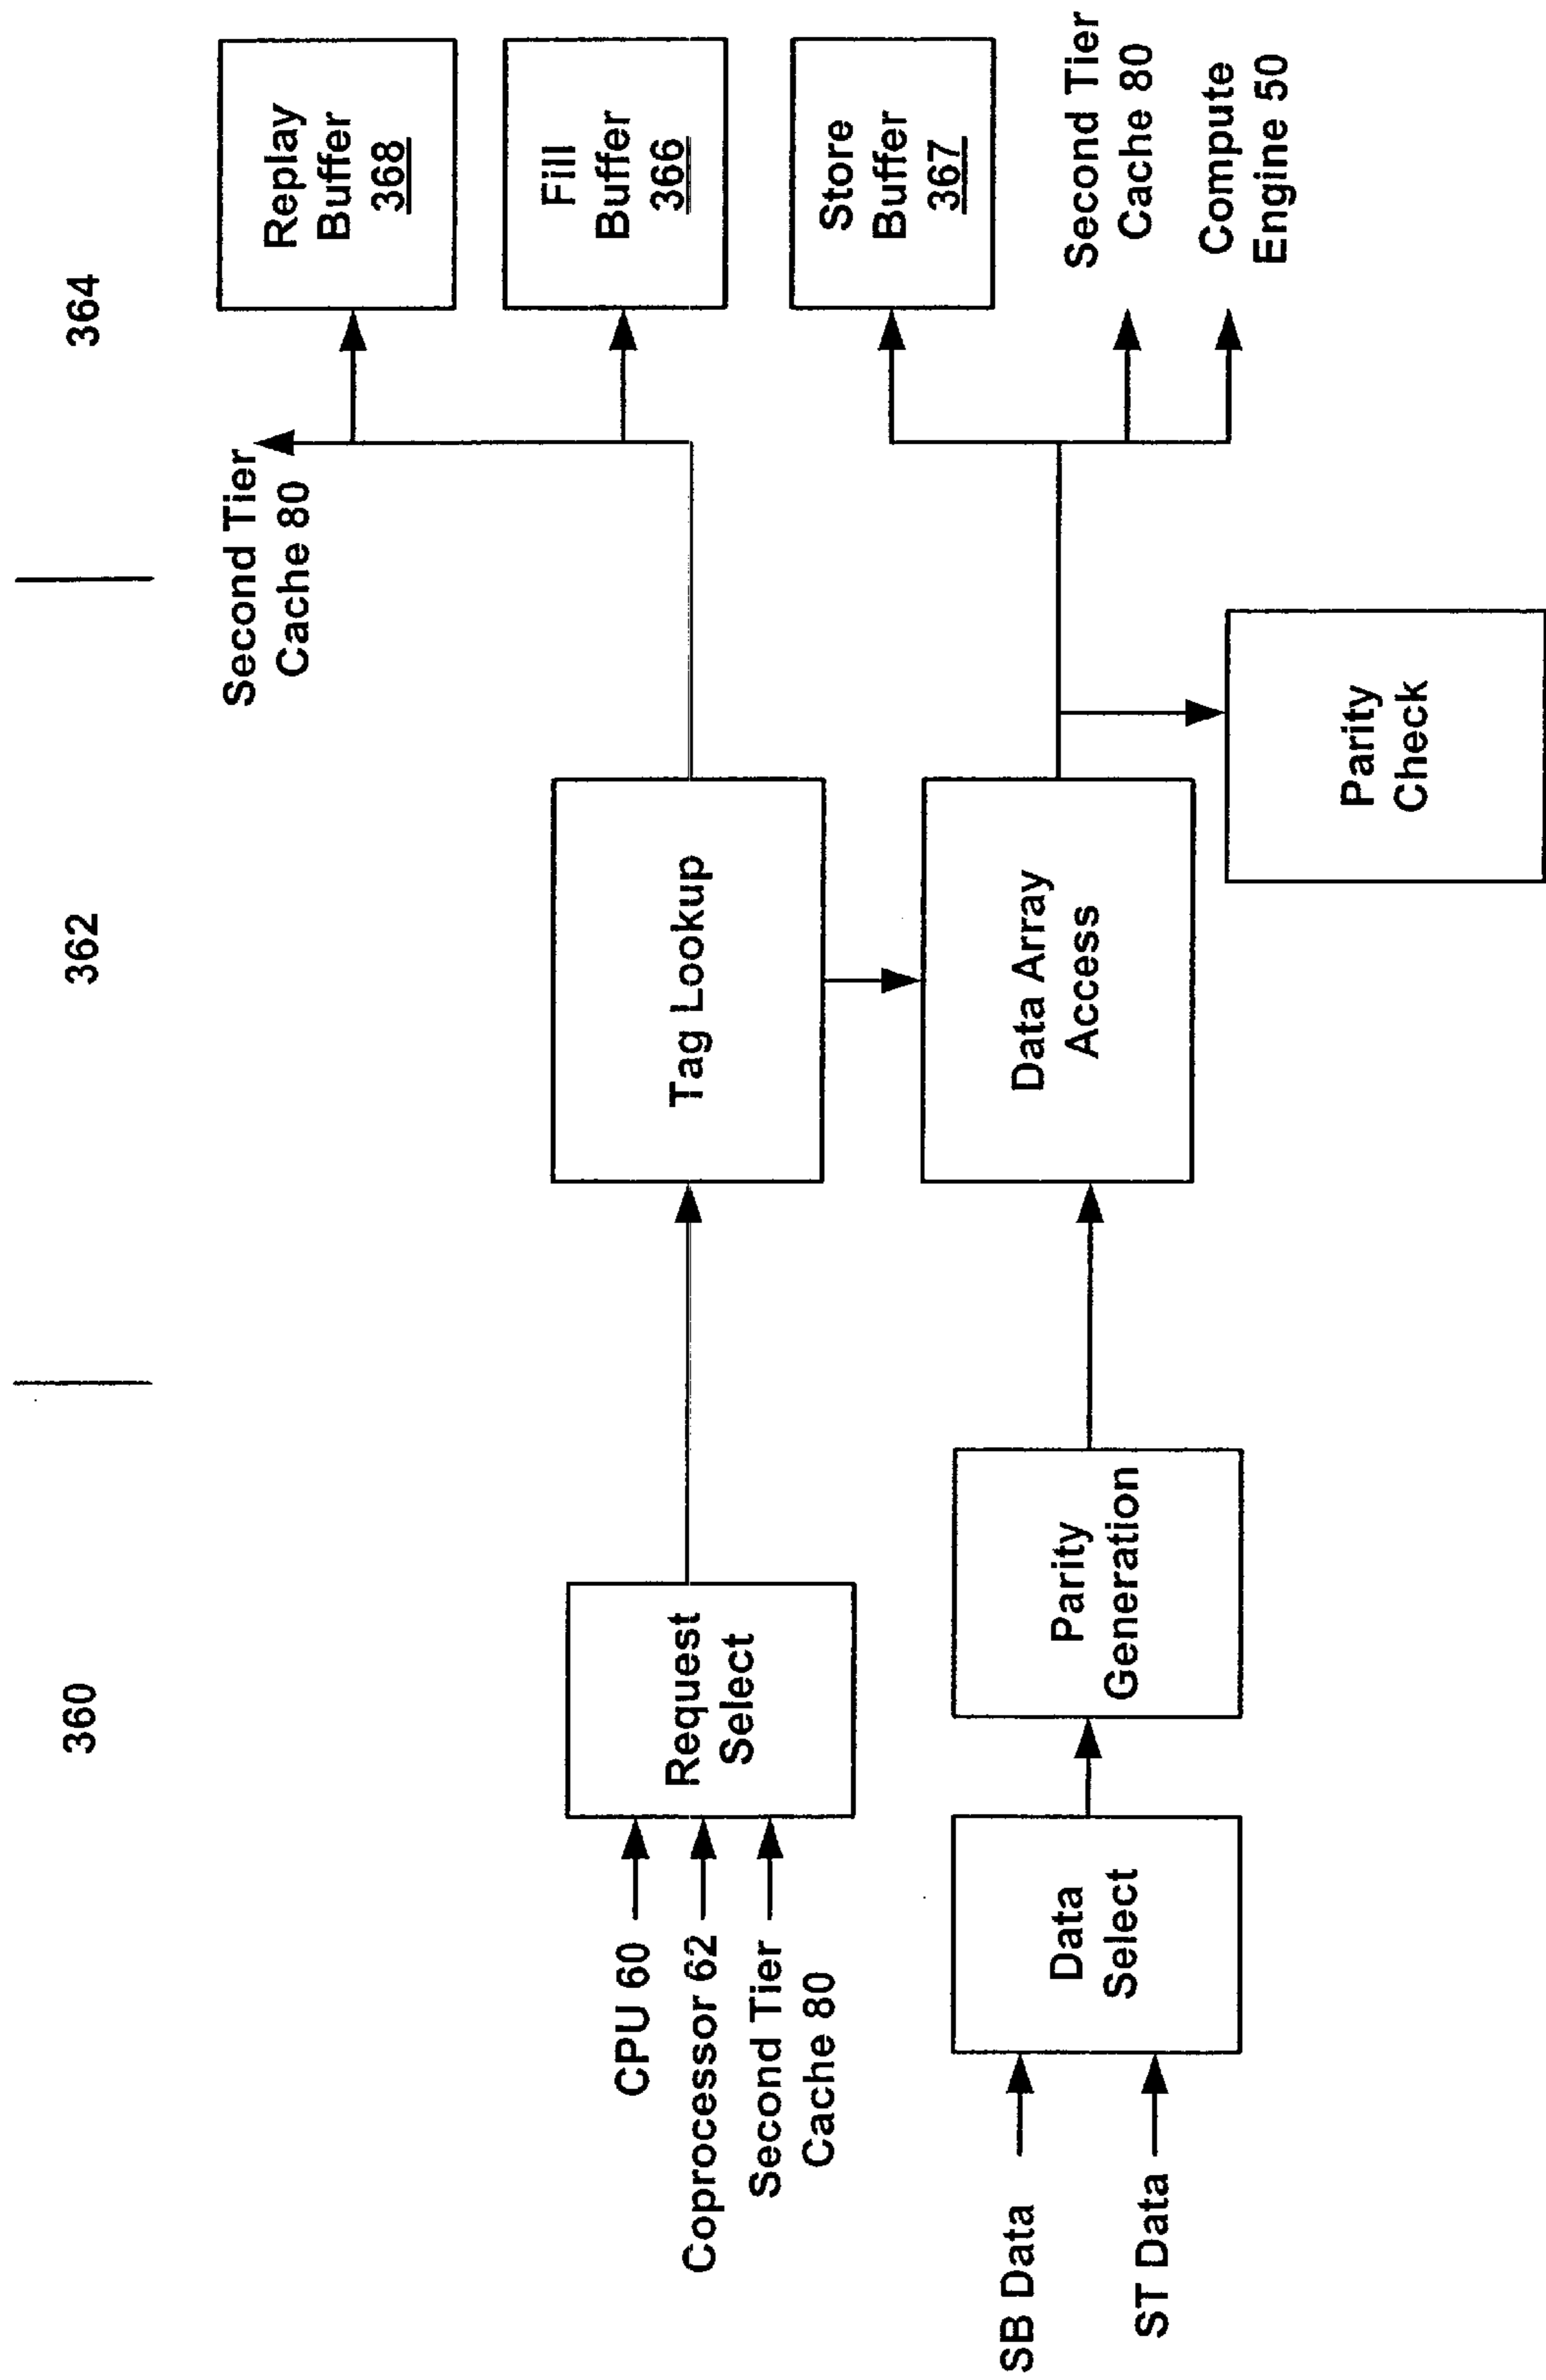 360
362
364
Second Tier
Cache 80
Replay
Buffer
368
Fill
Buffer
366
CPU 60
Coprocessor 62
Second Tier
Cache 80
Request
Select
Tag Lookup
Store
Buffer
367
SB Data
ST Data
Data
Select
Parity
Generation
Data Array
Access
Second Tier
Cache 80
Compute
Engine 50
Parity
Check